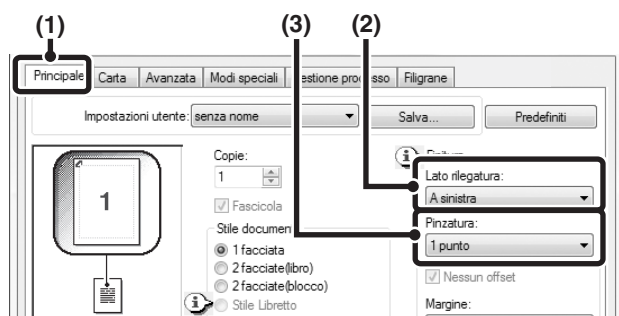 (1) (3) (2)
Principale Carta Avanzata Modi speciali estione processo Filigrane
Impostazioni utente: senza nome Salva... Predefiniti
Copie:
1
Fascicola
Stile documen
1 facciata
2 facciate(libro)
2 facciate(blocco)
Stile Libretto
1
Lato rilegatura:
A sinistra
Pinzatura:
1 punto
Nessun offset
Margine: